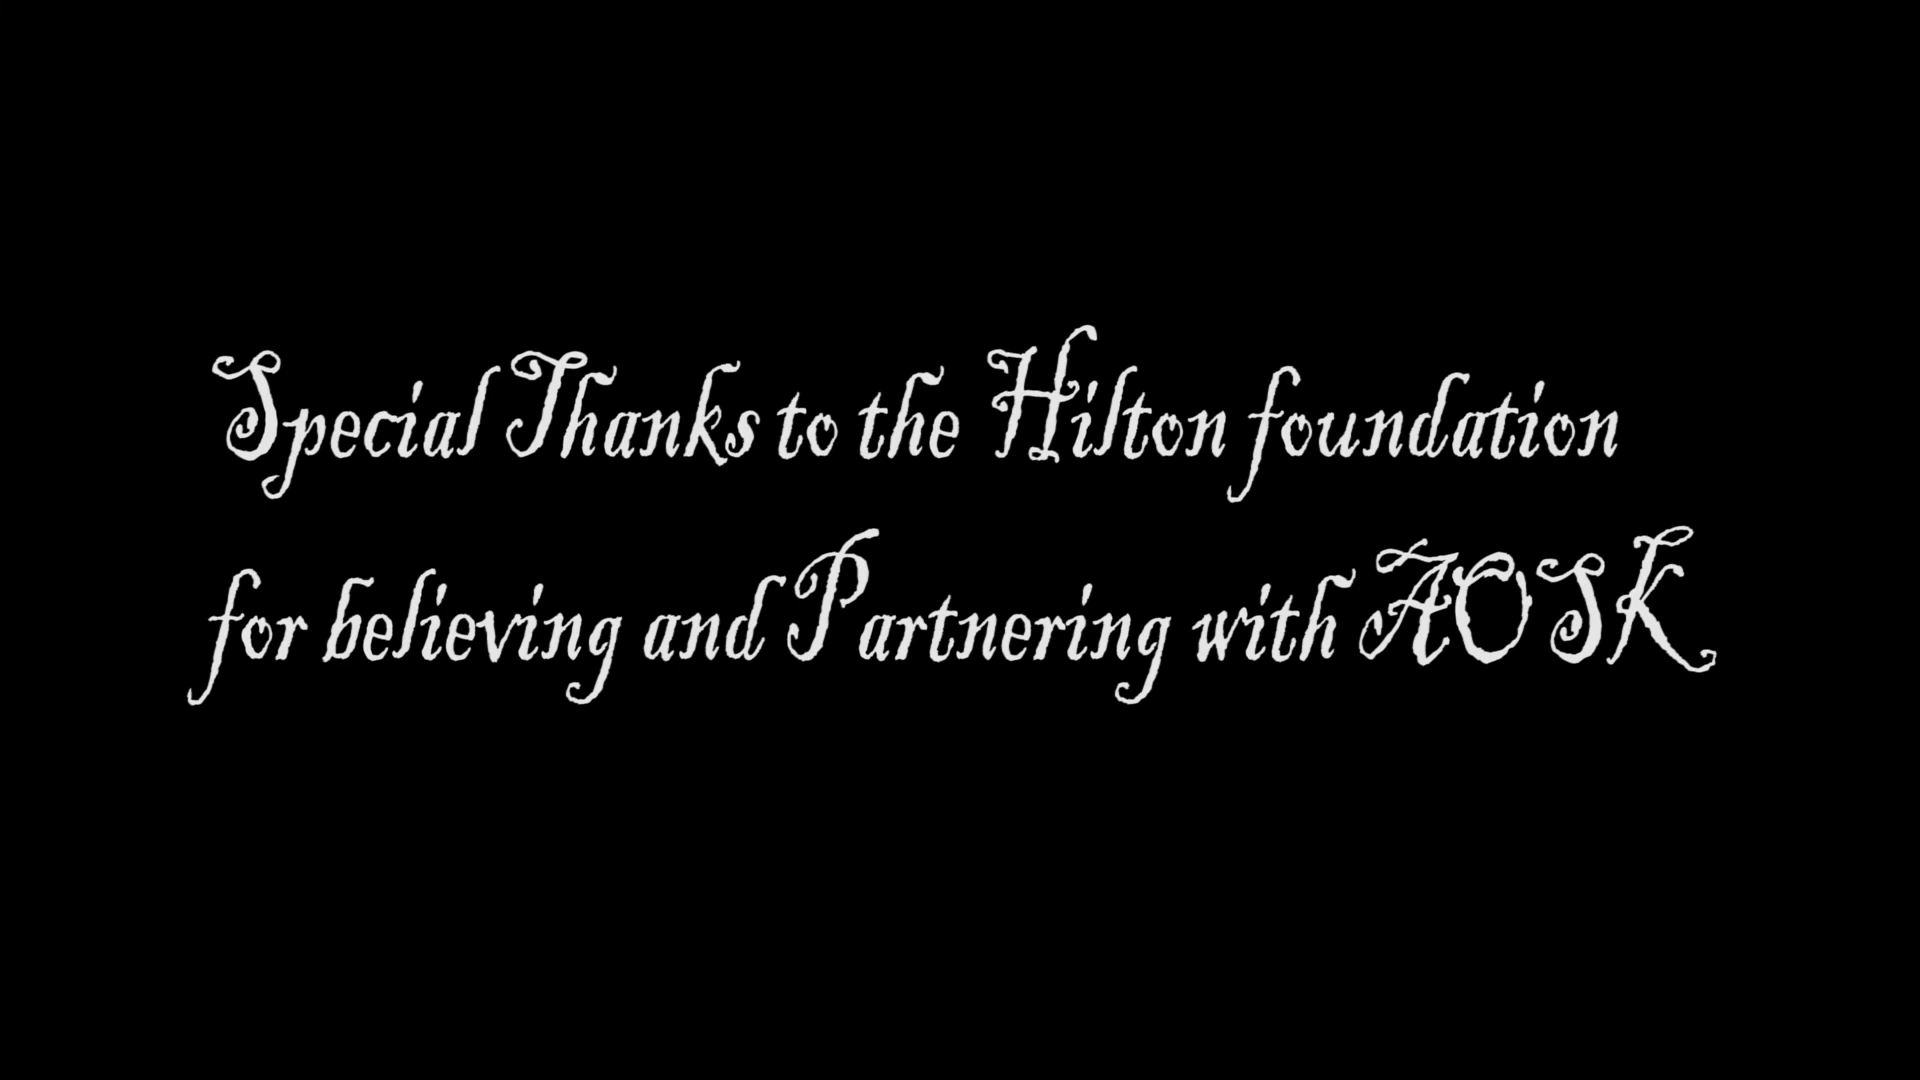 Special Thanks to the Hilton foundation
for believing and Partnering with AOSK